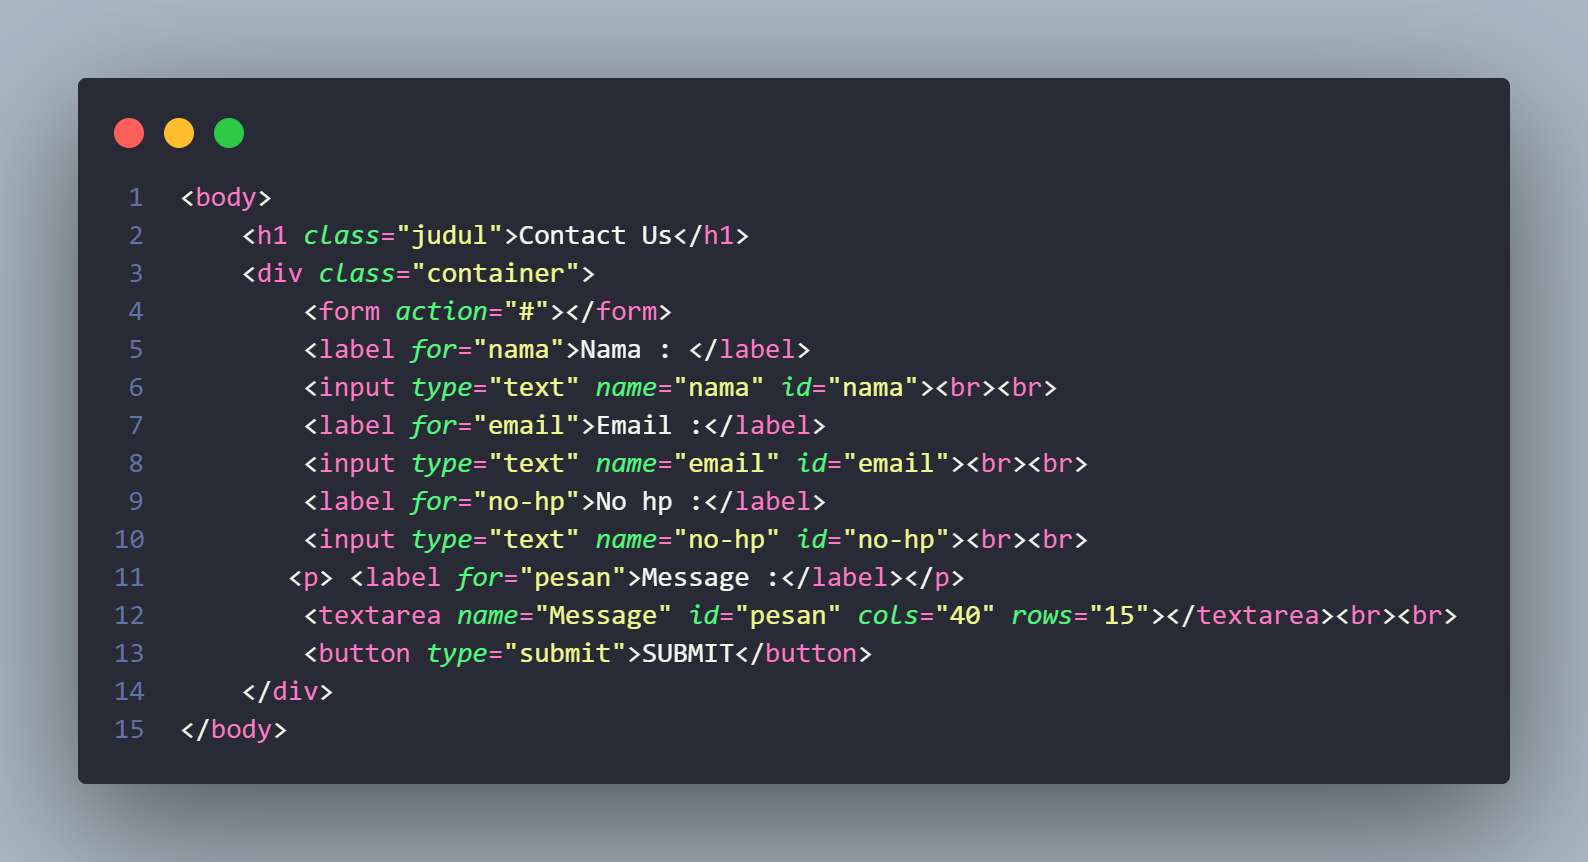 1 <body>
2     <h1 class="judul">Contact Us</h1>
3     <div class="container">
4         <form action="#"></form>
5         <label for="nama">Nama : </label>
6         <input type="text" name="nama" id="nama"><br><br>
7         <label for="email">Email :</label>
8         <input type="text" name="email" id="email"><br><br>
9         <label for="no-hp">No hp :</label>
10         <input type="text" name="no-hp" id="no-hp"><br><br>
11        <p> <label for="pesan">Message :</label></p>
12         <textarea name="Message" id="pesan" cols="40" rows="15"></textarea><br><br>
13         <button type="submit">SUBMIT</button>
14     </div>
15 </body>